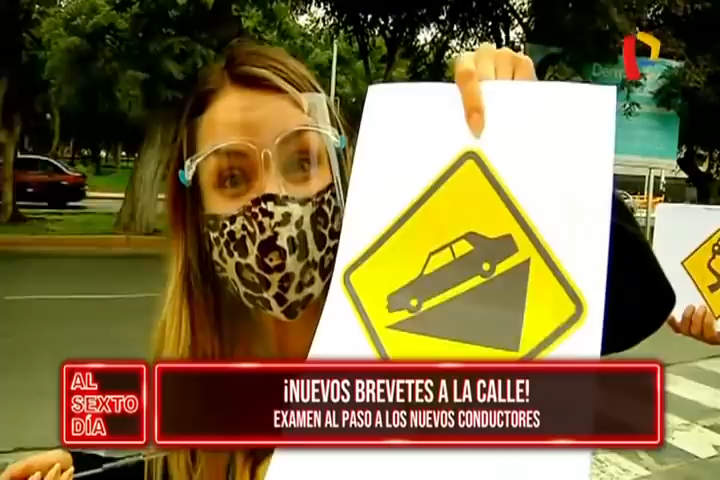 AL
SEXTO
DÍA
¡NUEVOS BREVETES A LA CALLE!
EXAMEN AL PASO A LOS NUEVOS CONDUCTORES